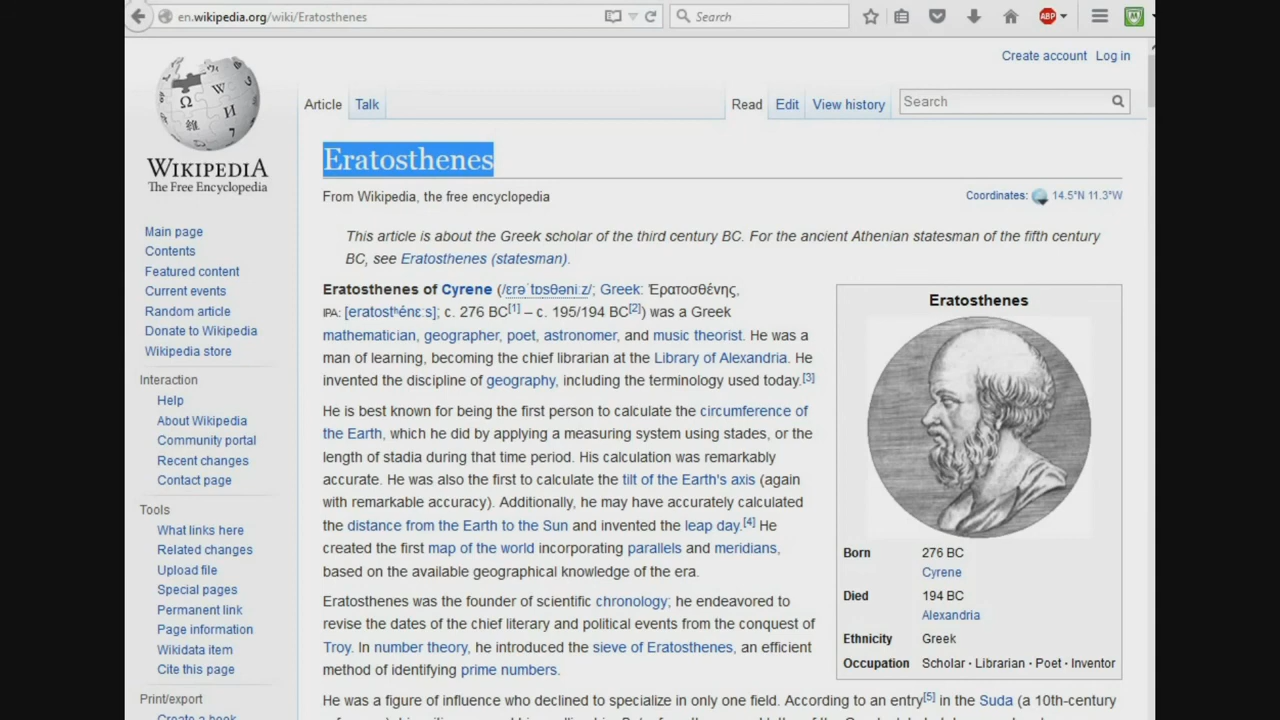 en.wikipedia.org/wiki/Eratosthenes
Search
ABP
Create account Log in
Article Talk
Read Edit View history
Search
WIKIPEDIA
The Free Encyclopedia
Eratosthenes
From Wikipedia, the free encyclopedia
Coordinates: 14.5°N 11.3°W
This article is about the Greek scholar of the third century BC. For the ancient Athenian statesman of the fifth century
BC, see Eratosthenes (statesman).
Eratosthenes of Cyrene (/ɛrəˈtɒsθəniːz/; Greek: Ἐρατοσθένης,
IPA: [eratostʰénɛːs]; c. 276 BC[1] – c. 195/194 BC[2]) was a Greek
mathematician, geographer, poet, astronomer, and music theorist. He was a
man of learning, becoming the chief librarian at the Library of Alexandria. He
invented the discipline of geography, including the terminology used today.[3]
He is best known for being the first person to calculate the circumference of
the Earth, which he did by applying a measuring system using stades, or the
length of stadia during that time period. His calculation was remarkably
accurate. He was also the first to calculate the tilt of the Earth's axis (again
with remarkable accuracy). Additionally, he may have accurately calculated
the distance from the Earth to the Sun and invented the leap day.[4] He
created the first map of the world incorporating parallels and meridians,
based on the available geographical knowledge of the era.
Eratosthenes was the founder of scientific chronology; he endeavored to
revise the dates of the chief literary and political events from the conquest of
Troy. In number theory, he introduced the sieve of Eratosthenes, an efficient
method of identifying prime numbers.
He was a figure of influence who declined to specialize in only one field. According to an entry[5] in the Suda (a 10th-century
Eratosthenes
Born 276 BC
Cyrene
Died 194 BC
Alexandria
Ethnicity Greek
Occupation Scholar · Librarian · Poet · Inventor
Main page
Contents
Featured content
Current events
Random article
Donate to Wikipedia
Wikipedia store
Interaction
Help
About Wikipedia
Community portal
Recent changes
Contact page
Tools
What links here
Related changes
Upload file
Special pages
Permanent link
Page information
Wikidata item
Cite this page
Print/export
Create a book